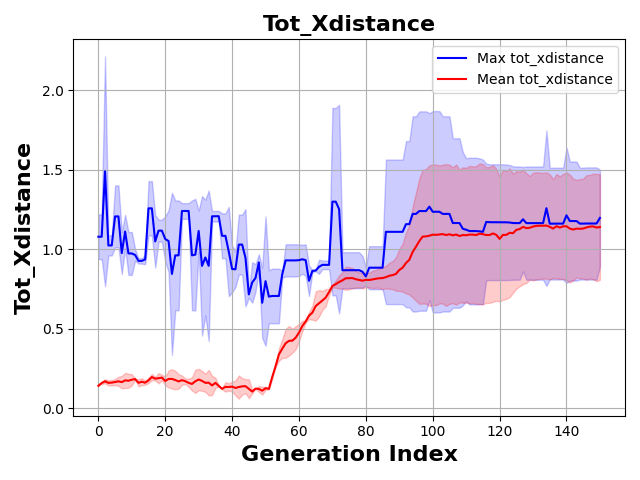 Tot_Xdistance
Max tot_xdistance
Mean tot_xdistance
Tot_Xdistance
2.0
1.5
1.0
0.5
0.0
0 20 40 60 80 100 120 140
Generation Index